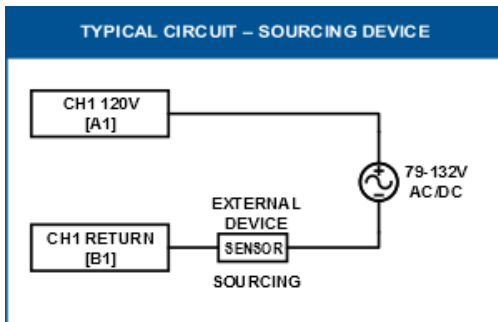 TYPICAL CIRCUIT – SOURCING DEVICE
CH1 120V
[A1]
79-132V
AC/DC
EXTERNAL
DEVICE
CH1 RETURN
[B1]
SENSOR
SOURCING